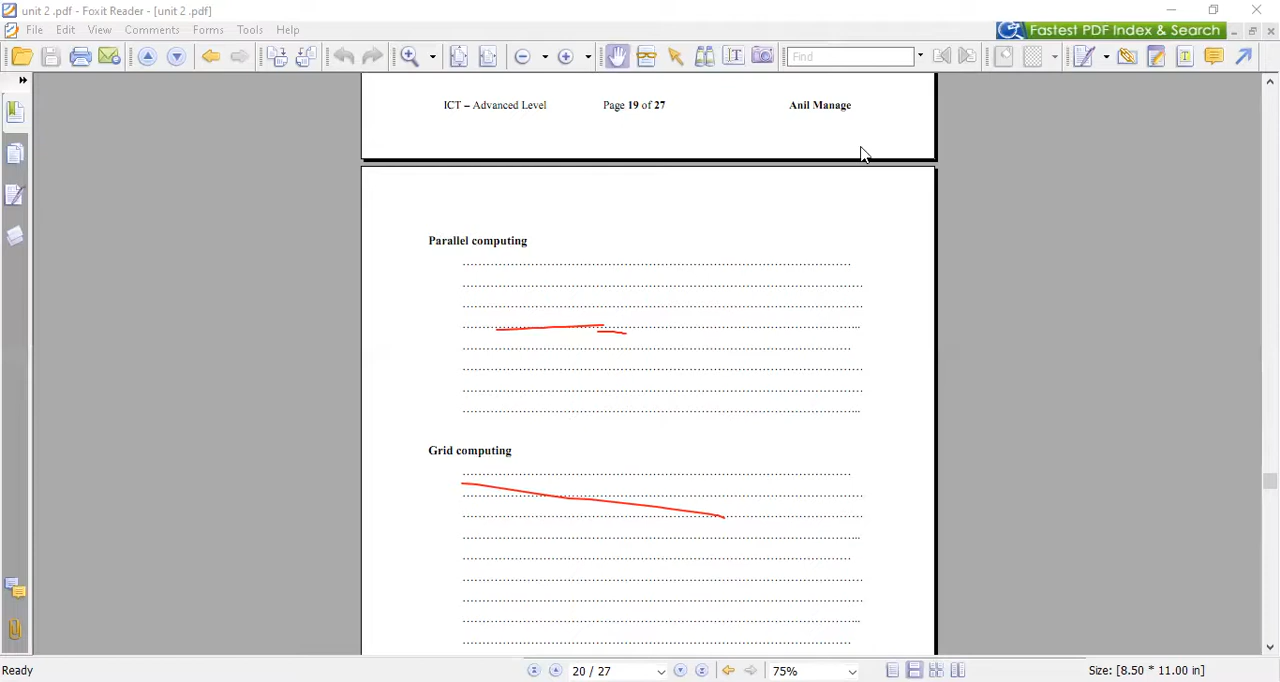 unit 2 .pdf - Foxit Reader - [unit 2 .pdf]
File Edit View Comments Forms Tools Help
Fastest PDF Index & Search
Find
ICT – Advanced Level Page 19 of 27 Anil Manage
Parallel computing
Grid computing
Ready
20 / 27
75%
Size: [8.50 * 11.00 in]